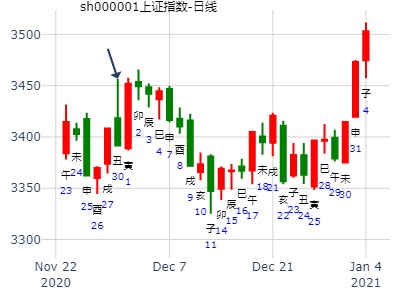 sh000001上证指数-日线
3500
3450
3400
3350
3300
午
23
未
24
申
25
酉
26
戌
27
丑
30
寅
1
卯
2
辰
3
巳
4
申
7
酉
8
戌
9
亥
10
子
11
卯
14
辰
15
巳
16
午
17
未
18
戌
21
亥
22
子
23
丑
24
寅
25
巳
28
午
29
未
30
申
31
子
4
Nov 22
2020
Dec 7
Dec 21
Jan 4
2021